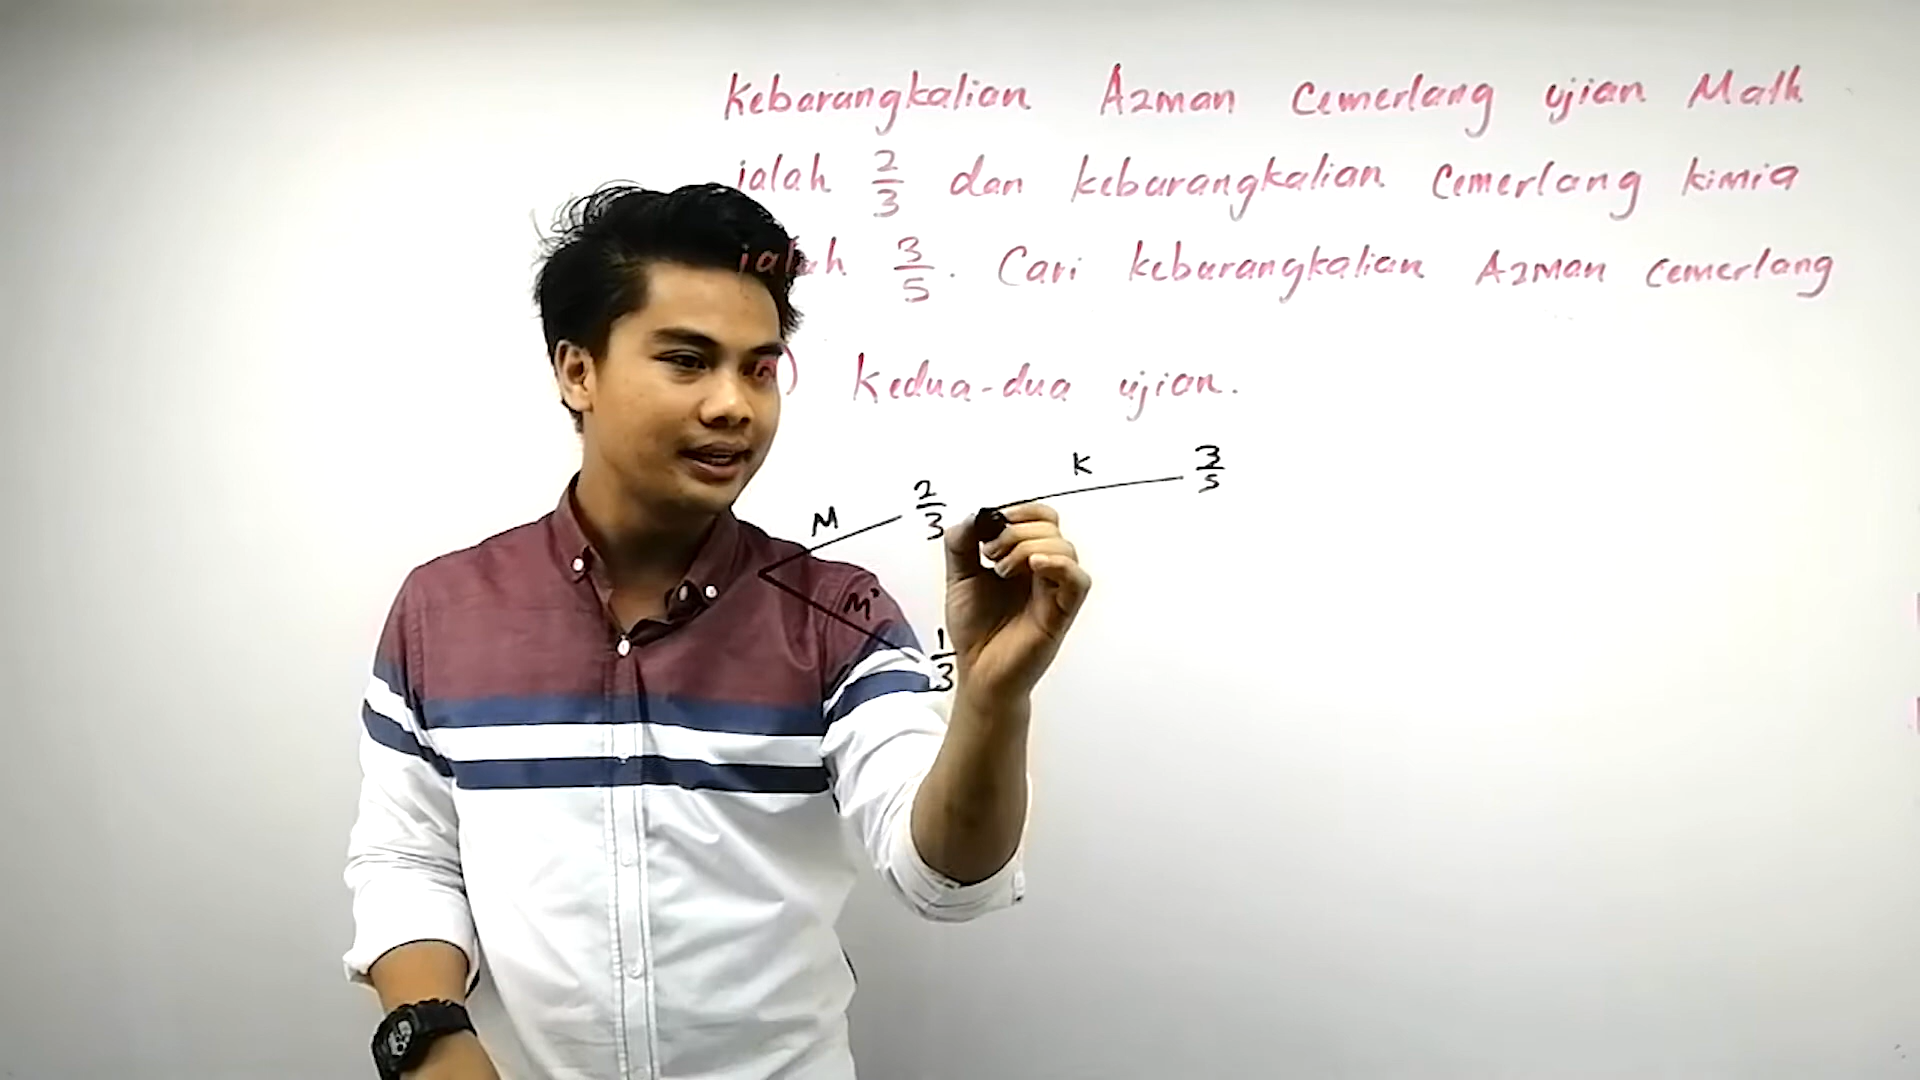 Kebarangkalian Azman Cemerlang ujian Math
ialah 2/3 dan kebarangkalian Cemerlang kimia
ialah 3/5. Cari kebarangkalian Azman cemerlang
a) Kedua-dua ujian.
K 3/5
M 2/3
M' 1/3